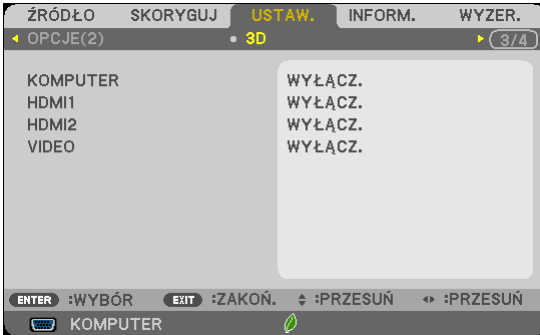 ŹRÓDŁO SKORYGUJ USTAW. INFORM. WYZER.
OPCJE(2) • 3D 3/4
KOMPUTER WYŁĄCZ.
HDMI1 WYŁĄCZ.
HDMI2 WYŁĄCZ.
VIDEO WYŁĄCZ.
ENTER :WYBÓR EXIT :ZAKOŃ. :PRZESUŃ :PRZESUŃ
KOMPUTER